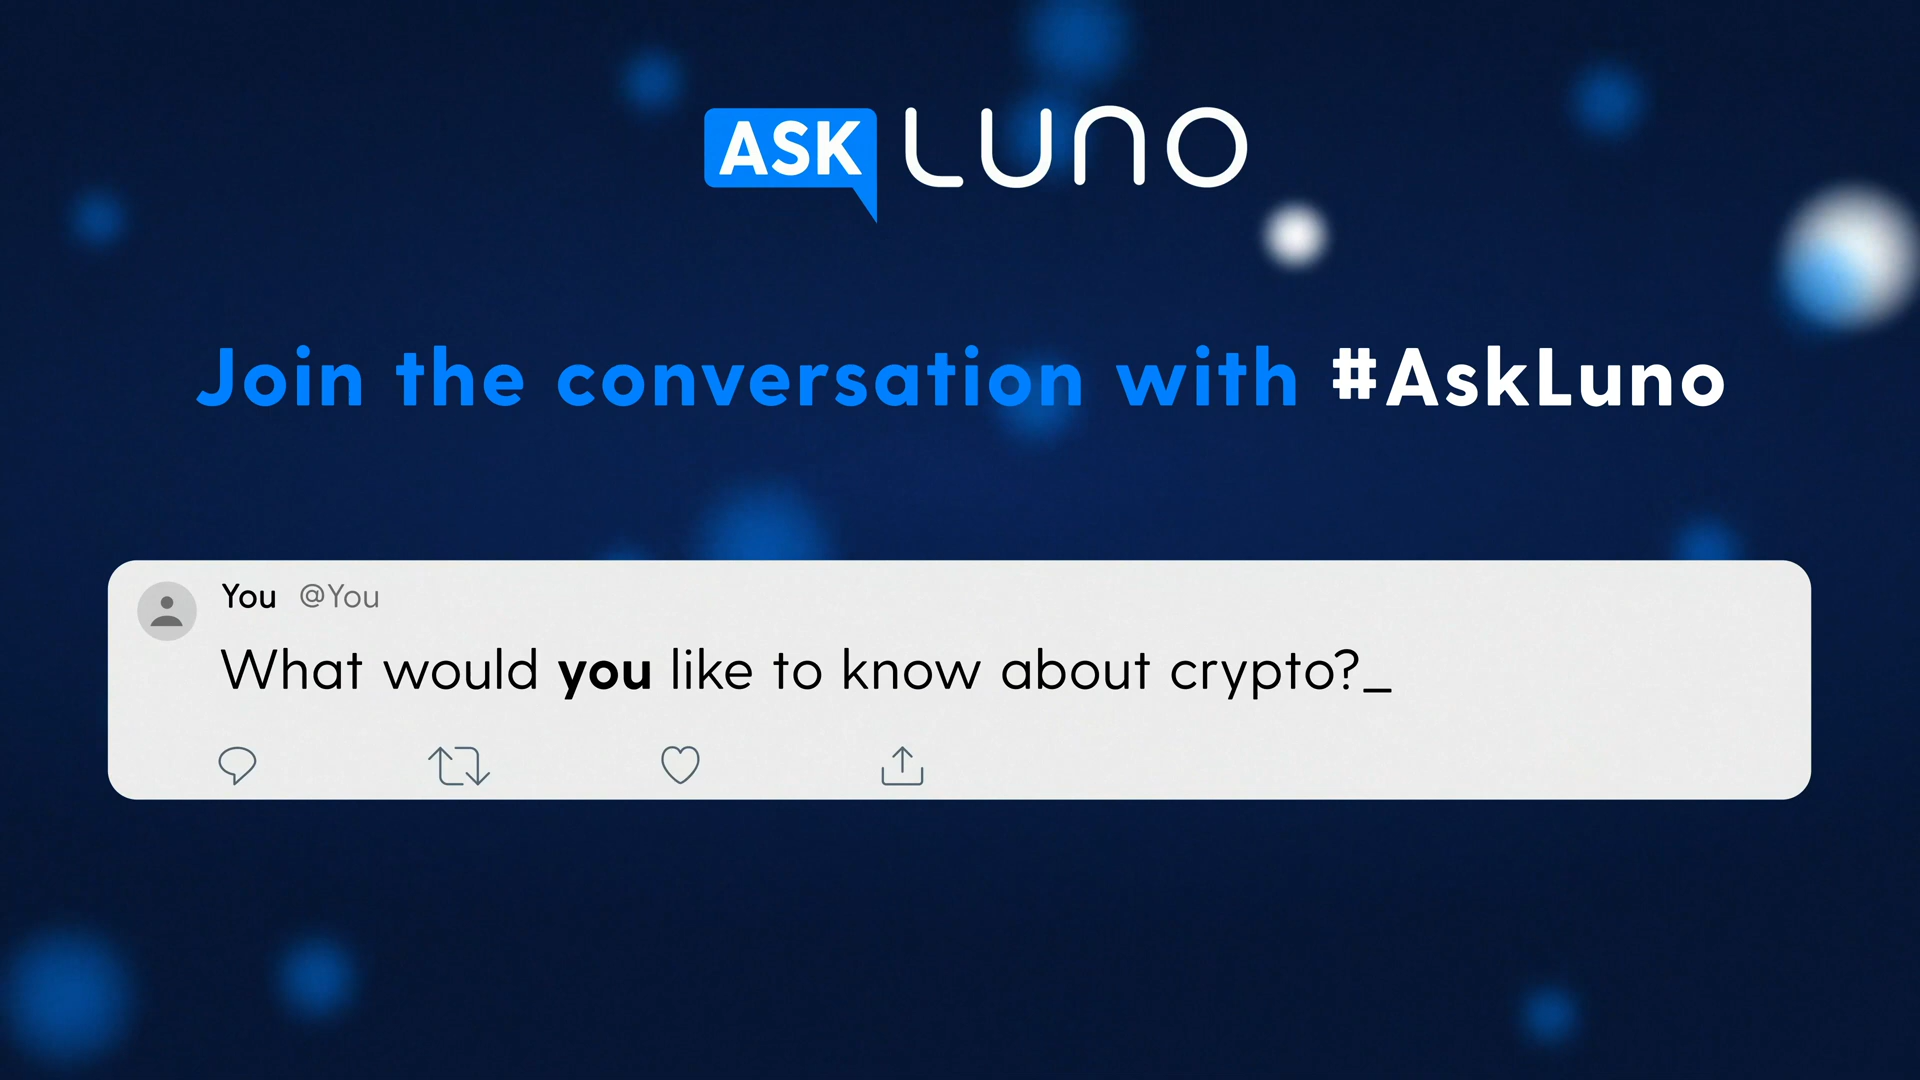 ASK LUNO
Join the conversation with #AskLuno
You @You
What would you like to know about crypto?_